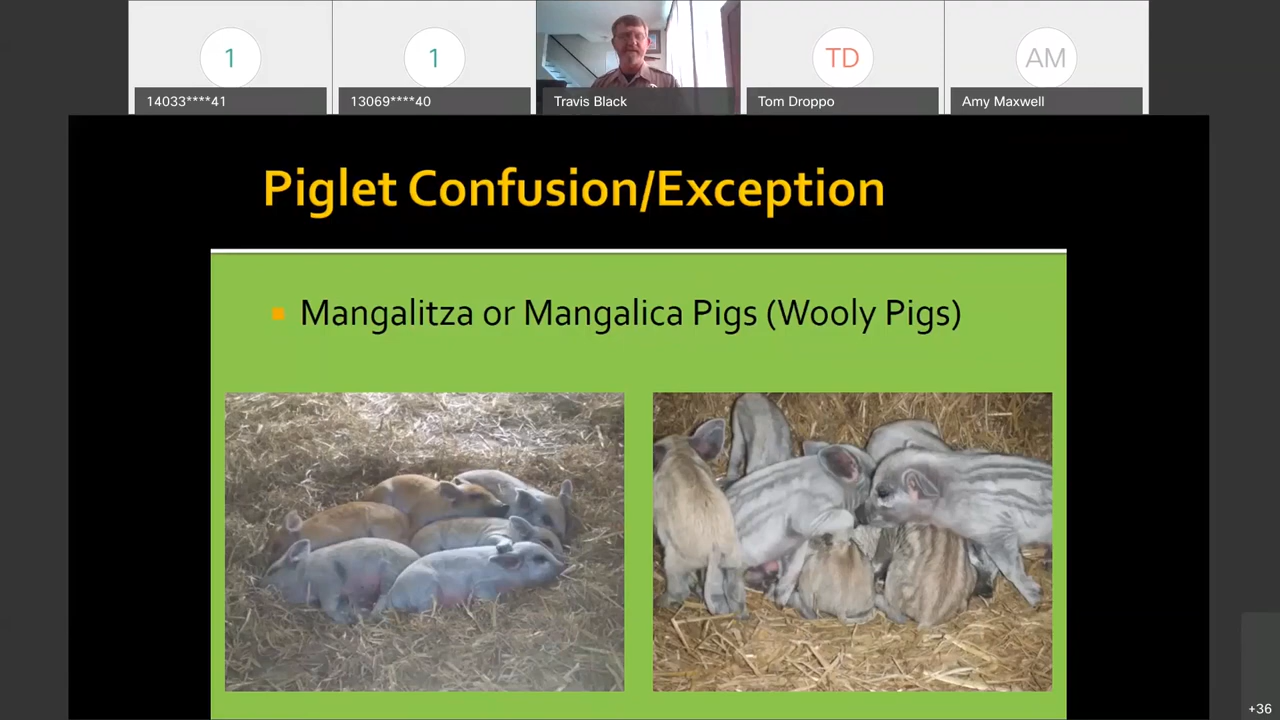 1
1
TD
AM
14033****41
13069****40
Travis Black
Tom Droppo
Amy Maxwell
Piglet Confusion/Exception
Mangalitza or Mangalica Pigs (Wooly Pigs)
+36